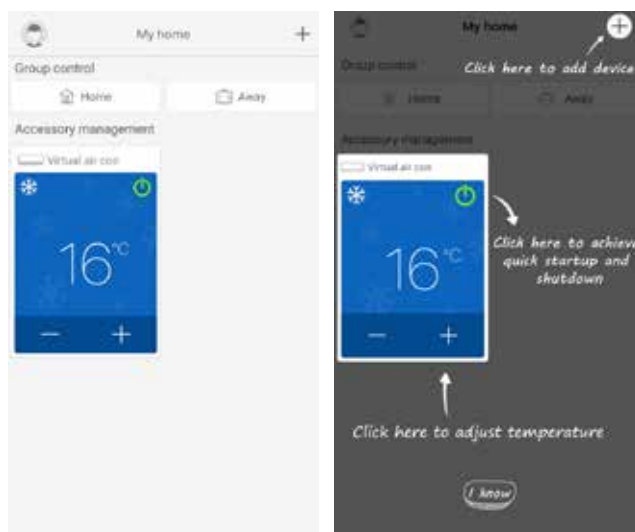 My home
+
Group control
Home
Away
Accessory management
Virtual air con
16°C
− +
My home
+
Click here to add device
Group control
Home
Away
Accessory management
Virtual air con
16°C
Click here to achieve
quick startup and
shutdown
− +
Click here to adjust temperature
I know